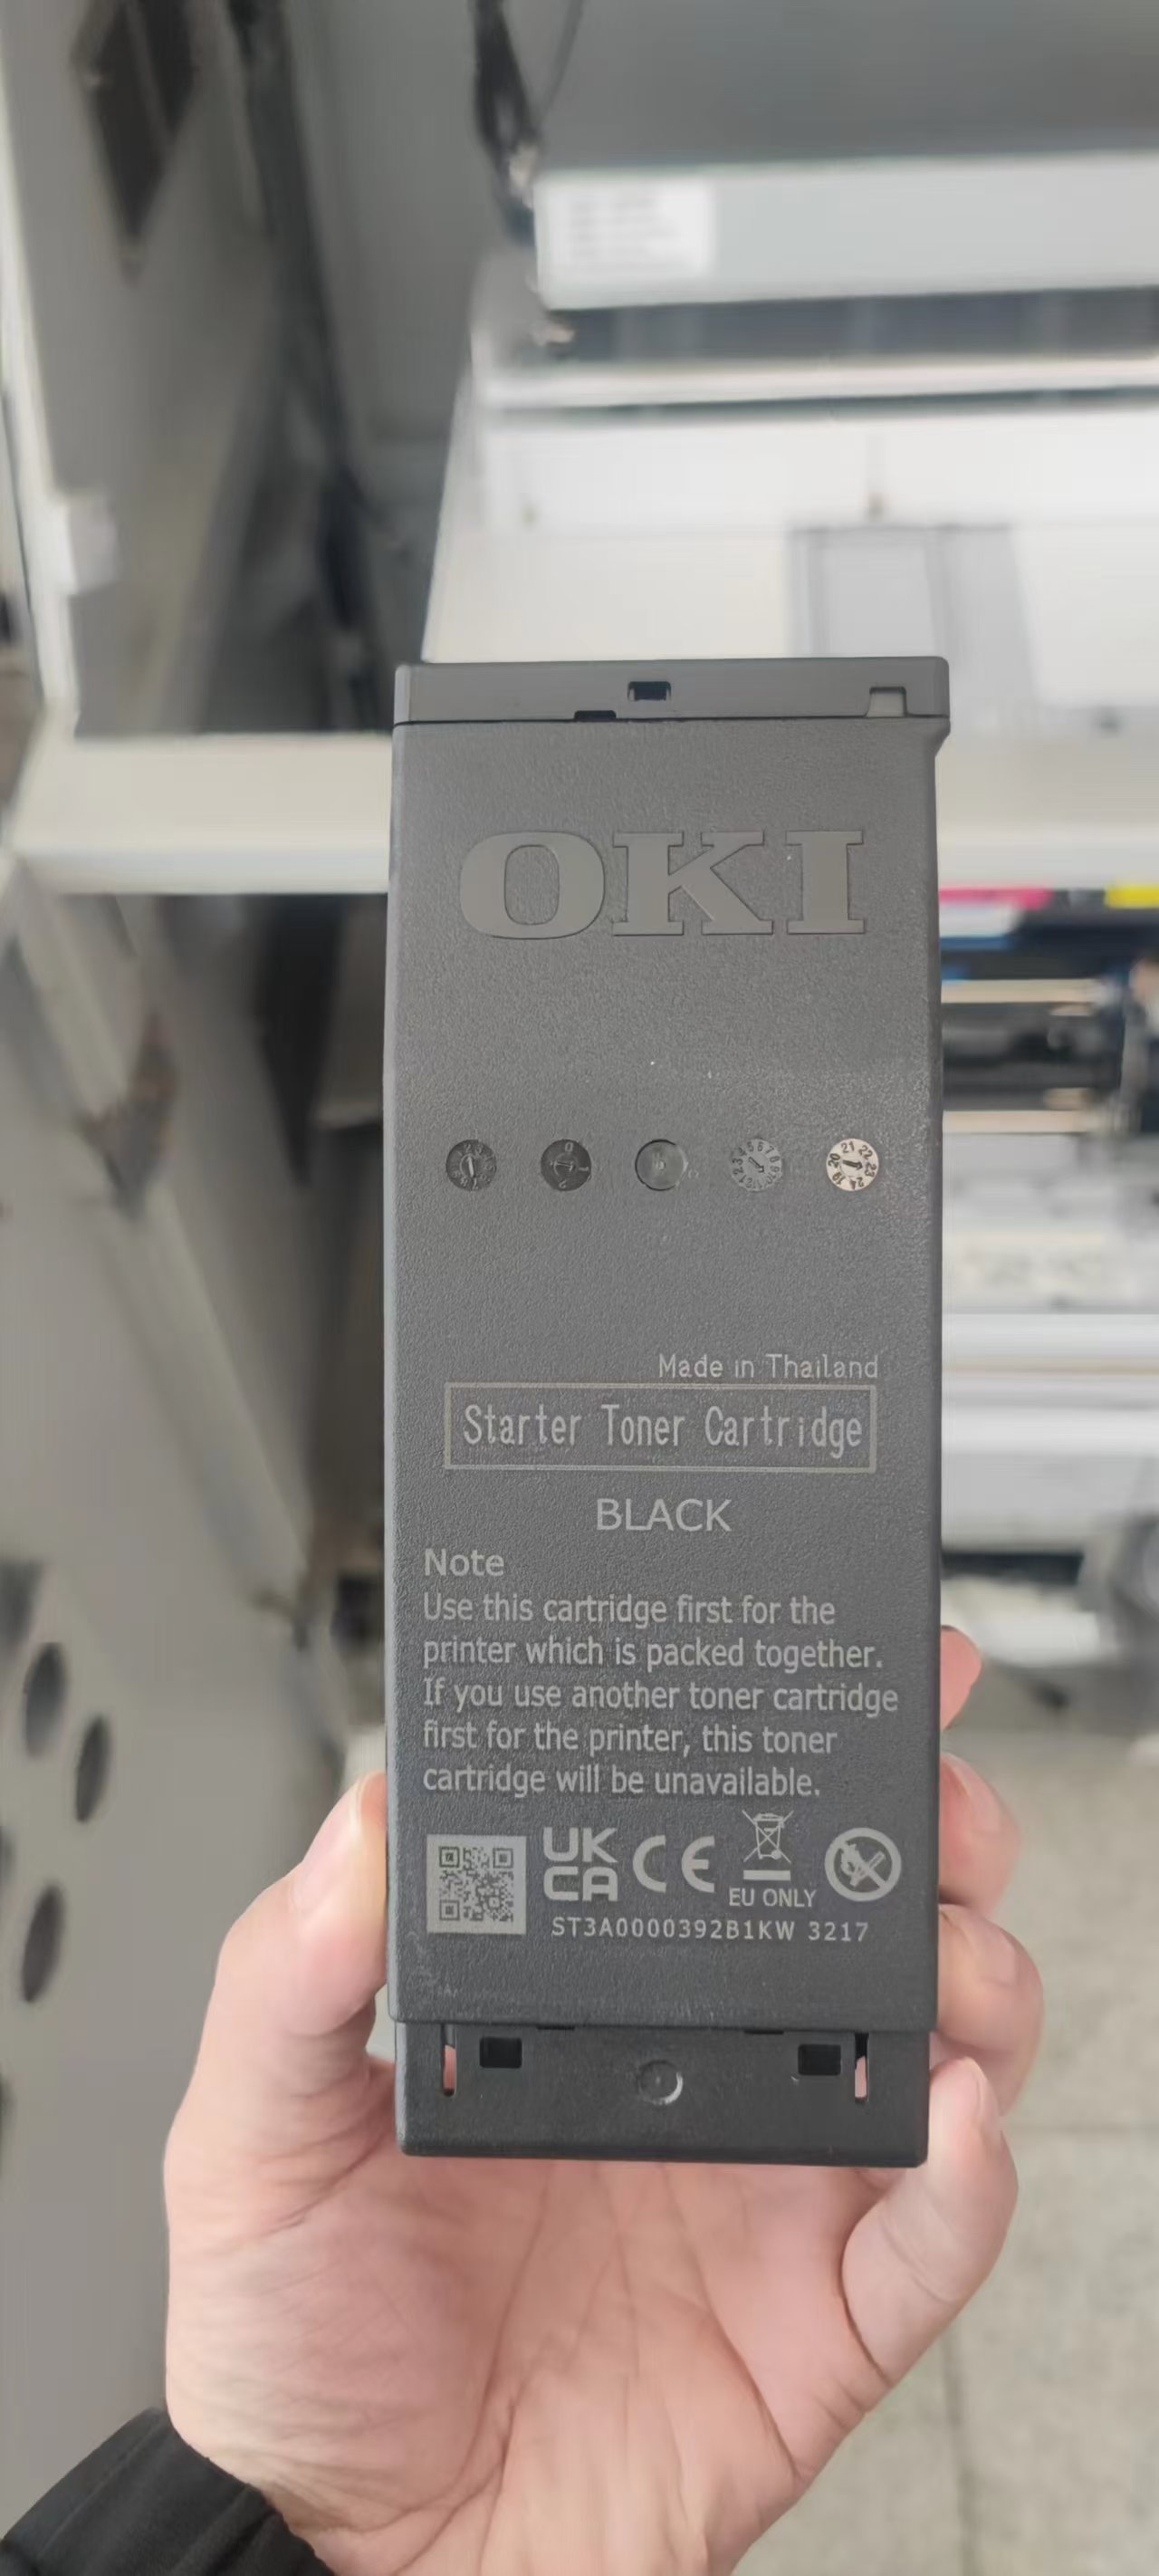 OKI
Made in Thailand
Starter Toner Cartridge
BLACK
Note
Use this cartridge first for the
printer which is packed together.
If you use another toner cartridge
first for the printer, this toner
cartridge will be unavailable.
UK
CA CE
EU ONLY
ST3A0000392B1KW 3217